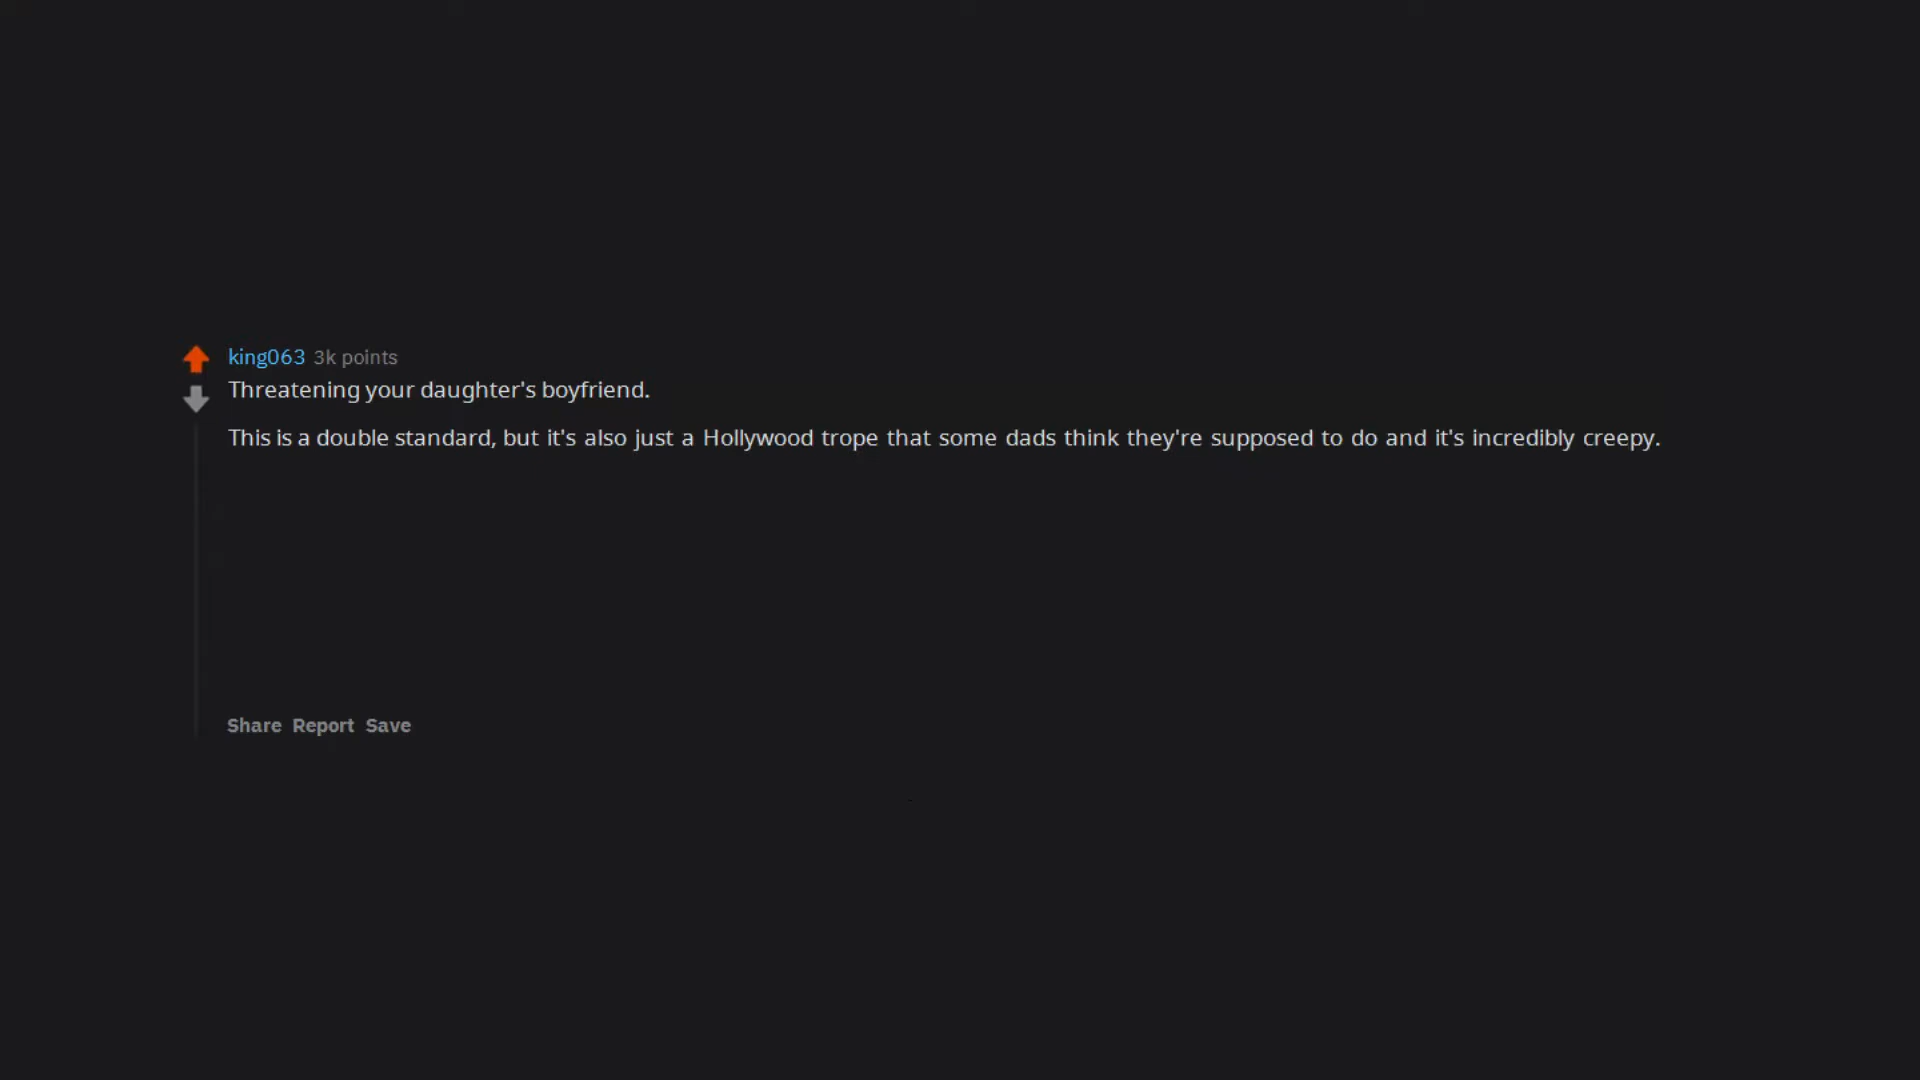 king063 3k points
Threatening your daughter's boyfriend.
This is a double standard, but it's also just a Hollywood trope that some dads think they're supposed to do and it's incredibly creepy.
Share Report Save